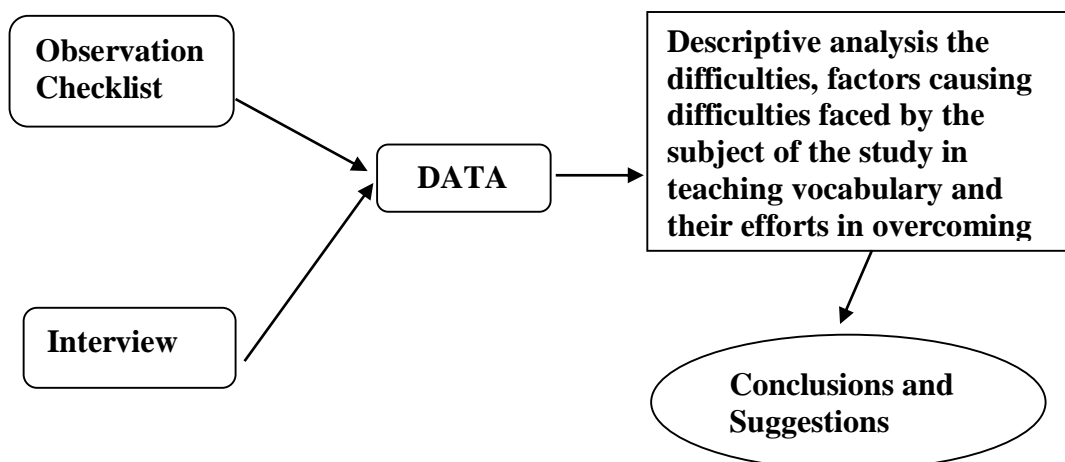 Observation
Checklist
DATA
Descriptive analysis the
difficulties, factors causing
difficulties faced by the
subject of the study in
teaching vocabulary and
their efforts in overcoming
Interview
Conclusions and
Suggestions